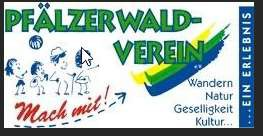 PFÄLZERWALD-
VEREIN
Wandern
Natur
Geselligkeit
Kultur...
Mach mit!
...EIN ERLEBNIS